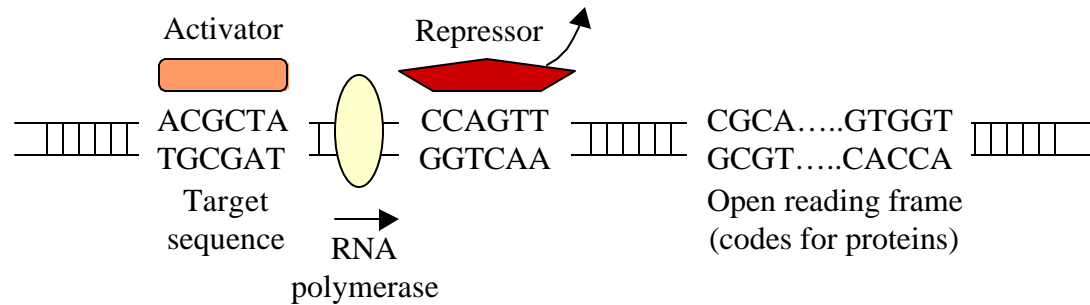 Activator
Repressor
ACGCTA
TGCGAT
CCAGTT
GGTCAA
CGCA…..GTGGT
GCGT…..CACCA
Target
sequence
RNA
polymerase
Open reading frame
(codes for proteins)